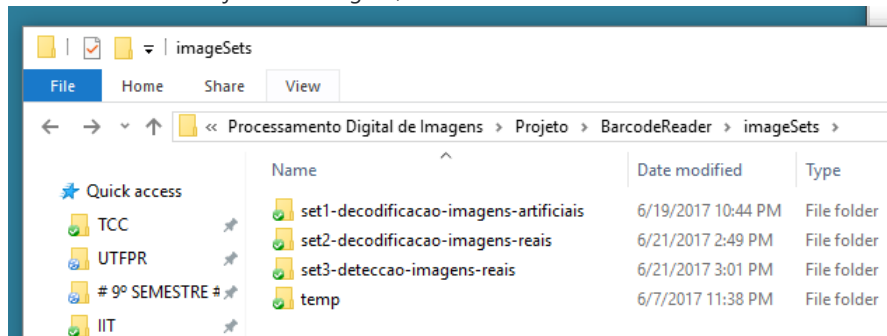 imageSets
File Home Share View
« Processamento Digital de Imagens > Projeto > BarcodeReader > imageSets >
Name Date modified Type
Quick access
TCC
UTFPR
# 9º SEMESTRE #
IIT
set1-decodificacao-imagens-artificiais 6/19/2017 10:44 PM File folder
set2-decodificacao-imagens-reais 6/21/2017 2:49 PM File folder
set3-deteccao-imagens-reais 6/21/2017 3:01 PM File folder
temp 6/7/2017 11:38 PM File folder